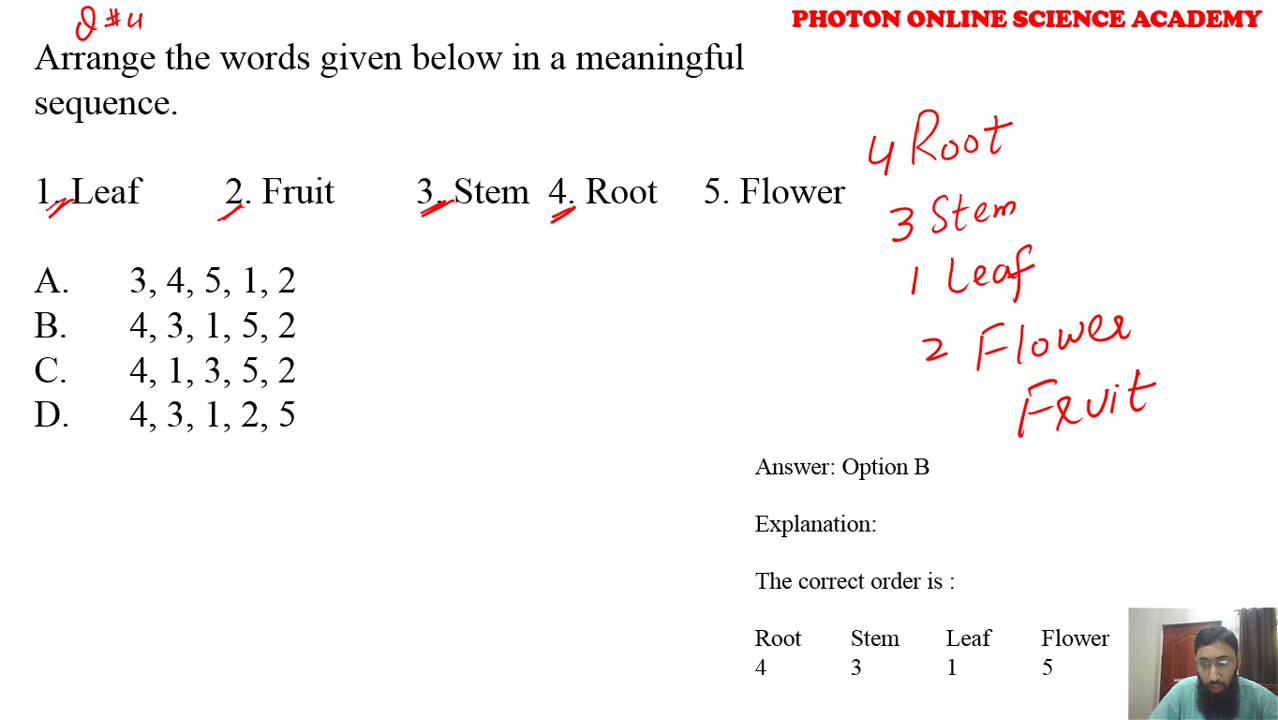 Q #4
PHOTON ONLINE SCIENCE ACADEMY
Arrange the words given below in a meaningful
sequence.
1. Leaf 2. Fruit 3. Stem 4. Root 5. Flower
A. 3, 4, 5, 1, 2
B. 4, 3, 1, 5, 2
C. 4, 1, 3, 5, 2
D. 4, 3, 1, 2, 5
4 Root
3 Stem
1 Leaf
2 Flower
Fruit
Answer: Option B
Explanation:
The correct order is :
Root Stem Leaf Flower
4 3 1 5